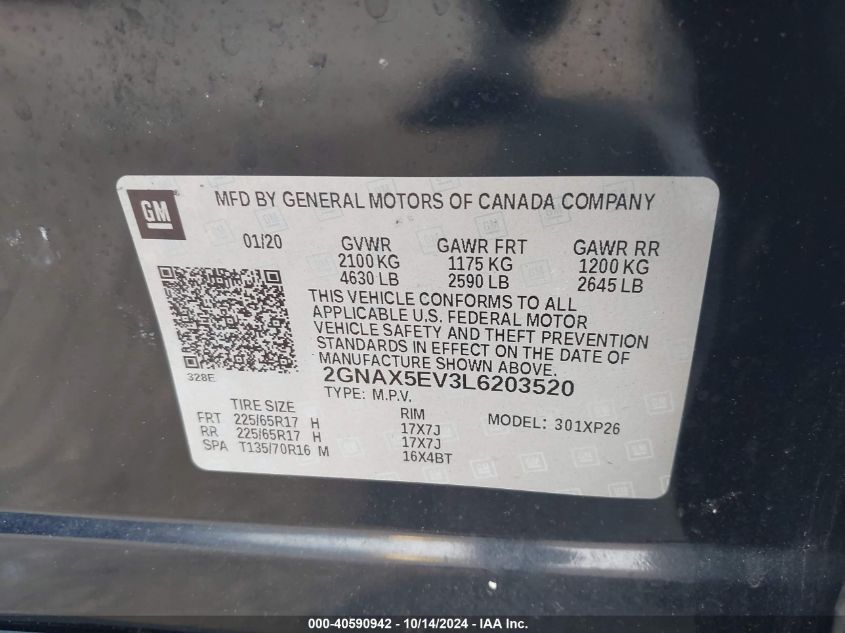 GM
MFD BY GENERAL MOTORS OF CANADA COMPANY
01/20 GVWR GAWR FRT GAWR RR
2100 KG 1175 KG 1200 KG
4630 LB 2590 LB 2645 LB
THIS VEHICLE CONFORMS TO ALL
APPLICABLE U.S. FEDERAL MOTOR
VEHICLE SAFETY AND THEFT PREVENTION
STANDARDS IN EFFECT ON THE DATE OF
MANUFACTURE SHOWN ABOVE.
328E
2GNAX5EV3L6203520
TYPE: M.P.V.
TIRE SIZE RIM MODEL: 301XP26
FRT 225/65R17 H 17X7J
RR 225/65R17 H 17X7J
SPA T135/70R16 M 16X4BT
000-40590942 - 10/14/2024 - IAA Inc.